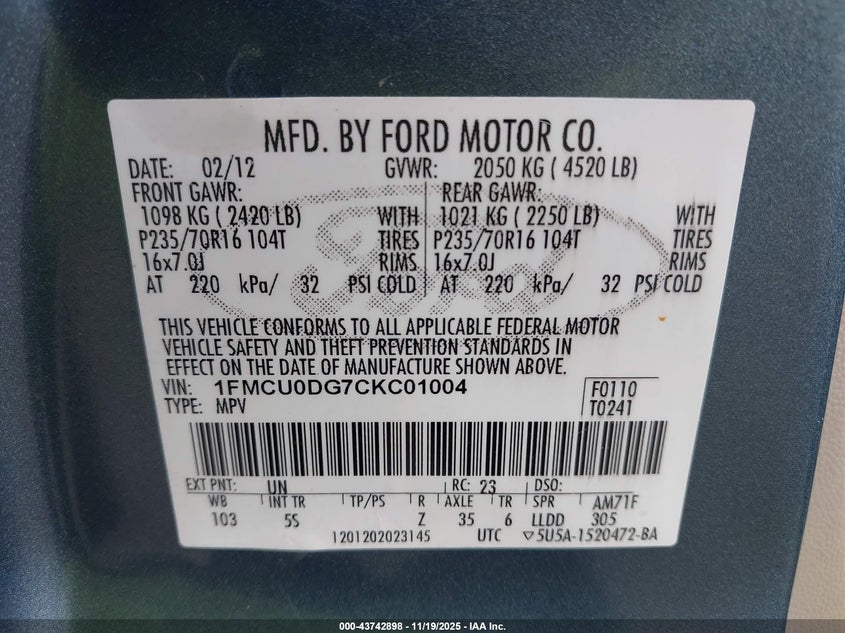 MFD. BY FORD MOTOR CO.
DATE: 02/12 GVWR: 2050 KG ( 4520 LB)
FRONT GAWR: REAR GAWR:
1098 KG ( 2420 LB) WITH 1021 KG ( 2250 LB) WITH
P235/70R16 104T TIRES P235/70R16 104T TIRES
16x7.0J RIMS 16x7.0J RIMS
AT 220 kPa/ 32 PSI COLD AT 220 kPa/ 32 PSI COLD
Ford
THIS VEHICLE CONFORMS TO ALL APPLICABLE FEDERAL MOTOR
VEHICLE SAFETY AND THEFT PREVENTION STANDARDS IN
EFFECT ON THE DATE OF MANUFACTURE SHOWN ABOVE.
VIN: 1FMCU0DG7CKC01004 F0110
TYPE: MPV T0241
EXT PNT: UN RC: 23 DSO:
WB INT TR TP/PS R AXLE TR SPR AM71F
103 5S Z 35 6 LLDD 305
1201202023145 UTC ▽5U5A-1520472-BA
000-43742898 - 11/19/2025 - IAA Inc.